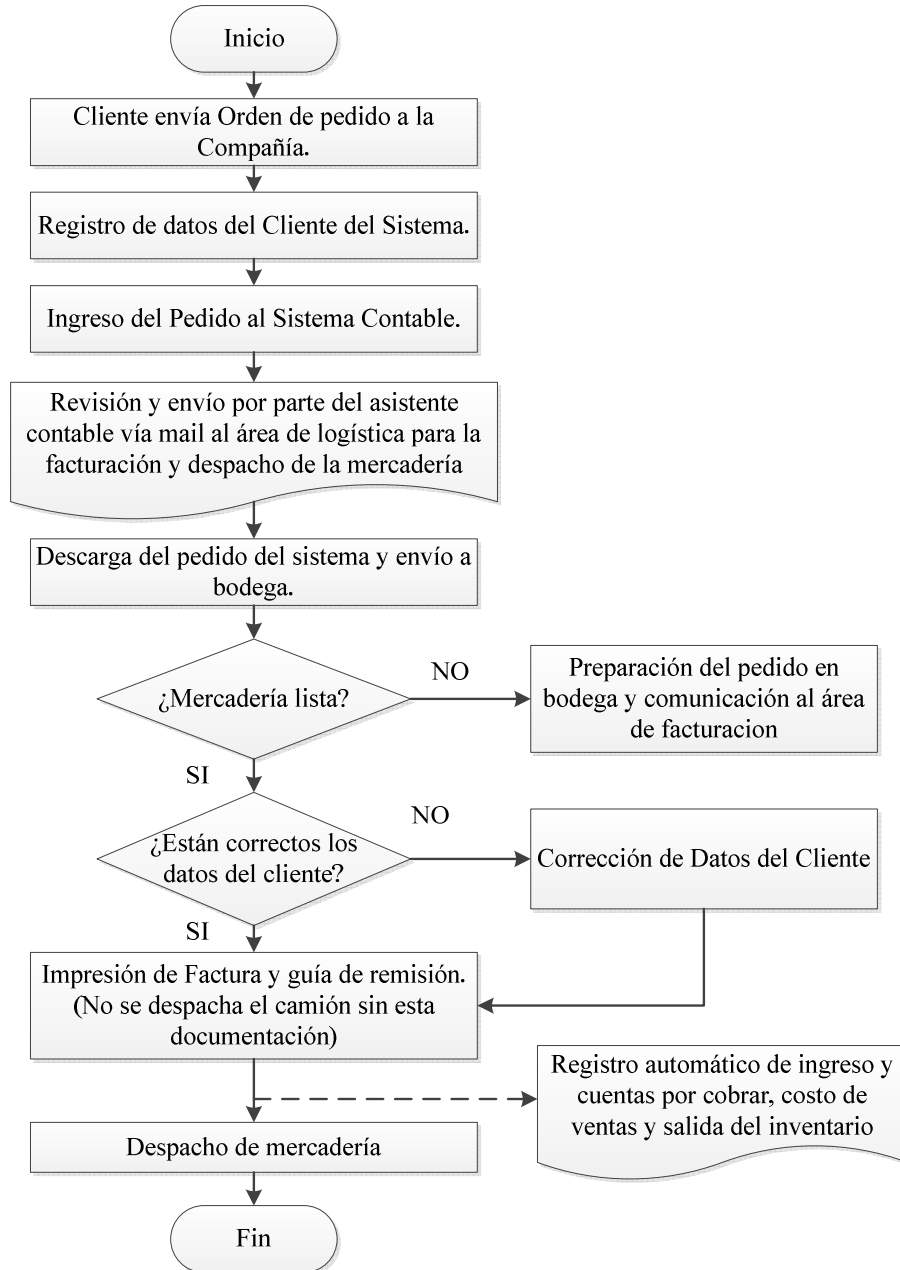 Inicio
Cliente envía Orden de pedido a la
Compañía.
Registro de datos del Cliente del Sistema.
Ingreso del Pedido al Sistema Contable.
Revisión y envío por parte del asistente
contable vía mail al área de logística para la
facturación y despacho de la mercadería
Descarga del pedido del sistema y envío a
bodega.
¿Mercadería lista?
NO
Preparación del pedido en
bodega y comunicación al área
de facturacion
SI
¿Están correctos los
datos del cliente?
NO
Corrección de Datos del Cliente
SI
Impresión de Factura y guía de remisión.
(No se despacha el camión sin esta
documentación)
Registro automático de ingreso y
cuentas por cobrar, costo de
ventas y salida del inventario
Despacho de mercadería
Fin